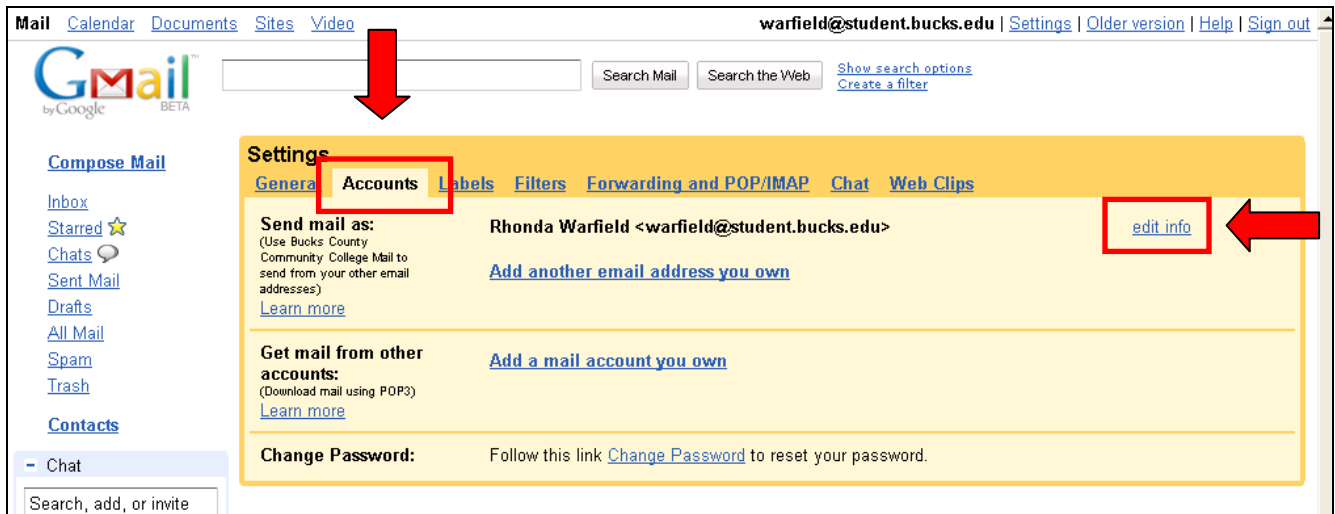 Mail Calendar Documents Sites Video warfield@student.bucks.edu | Settings | Older version | Help | Sign out
Gmail
by Google BETA
Search Mail Search the Web Show search options
Create a filter
Compose Mail
Inbox
Starred
Chats
Sent Mail
Drafts
All Mail
Spam
Trash
Contacts
- Chat
Search, add, or invite
Settings
General Accounts Labels Filters Forwarding and POP/IMAP Chat Web Clips
Send mail as: Rhonda Warfield <warfield@student.bucks.edu> edit info
(Use Bucks County
Community College Mail to
send from your other email
addresses)
Add another email address you own
Learn more
Get mail from other
accounts:
Add a mail account you own
(Download mail using POP3)
Learn more
Change Password: Follow this link Change Password to reset your password.